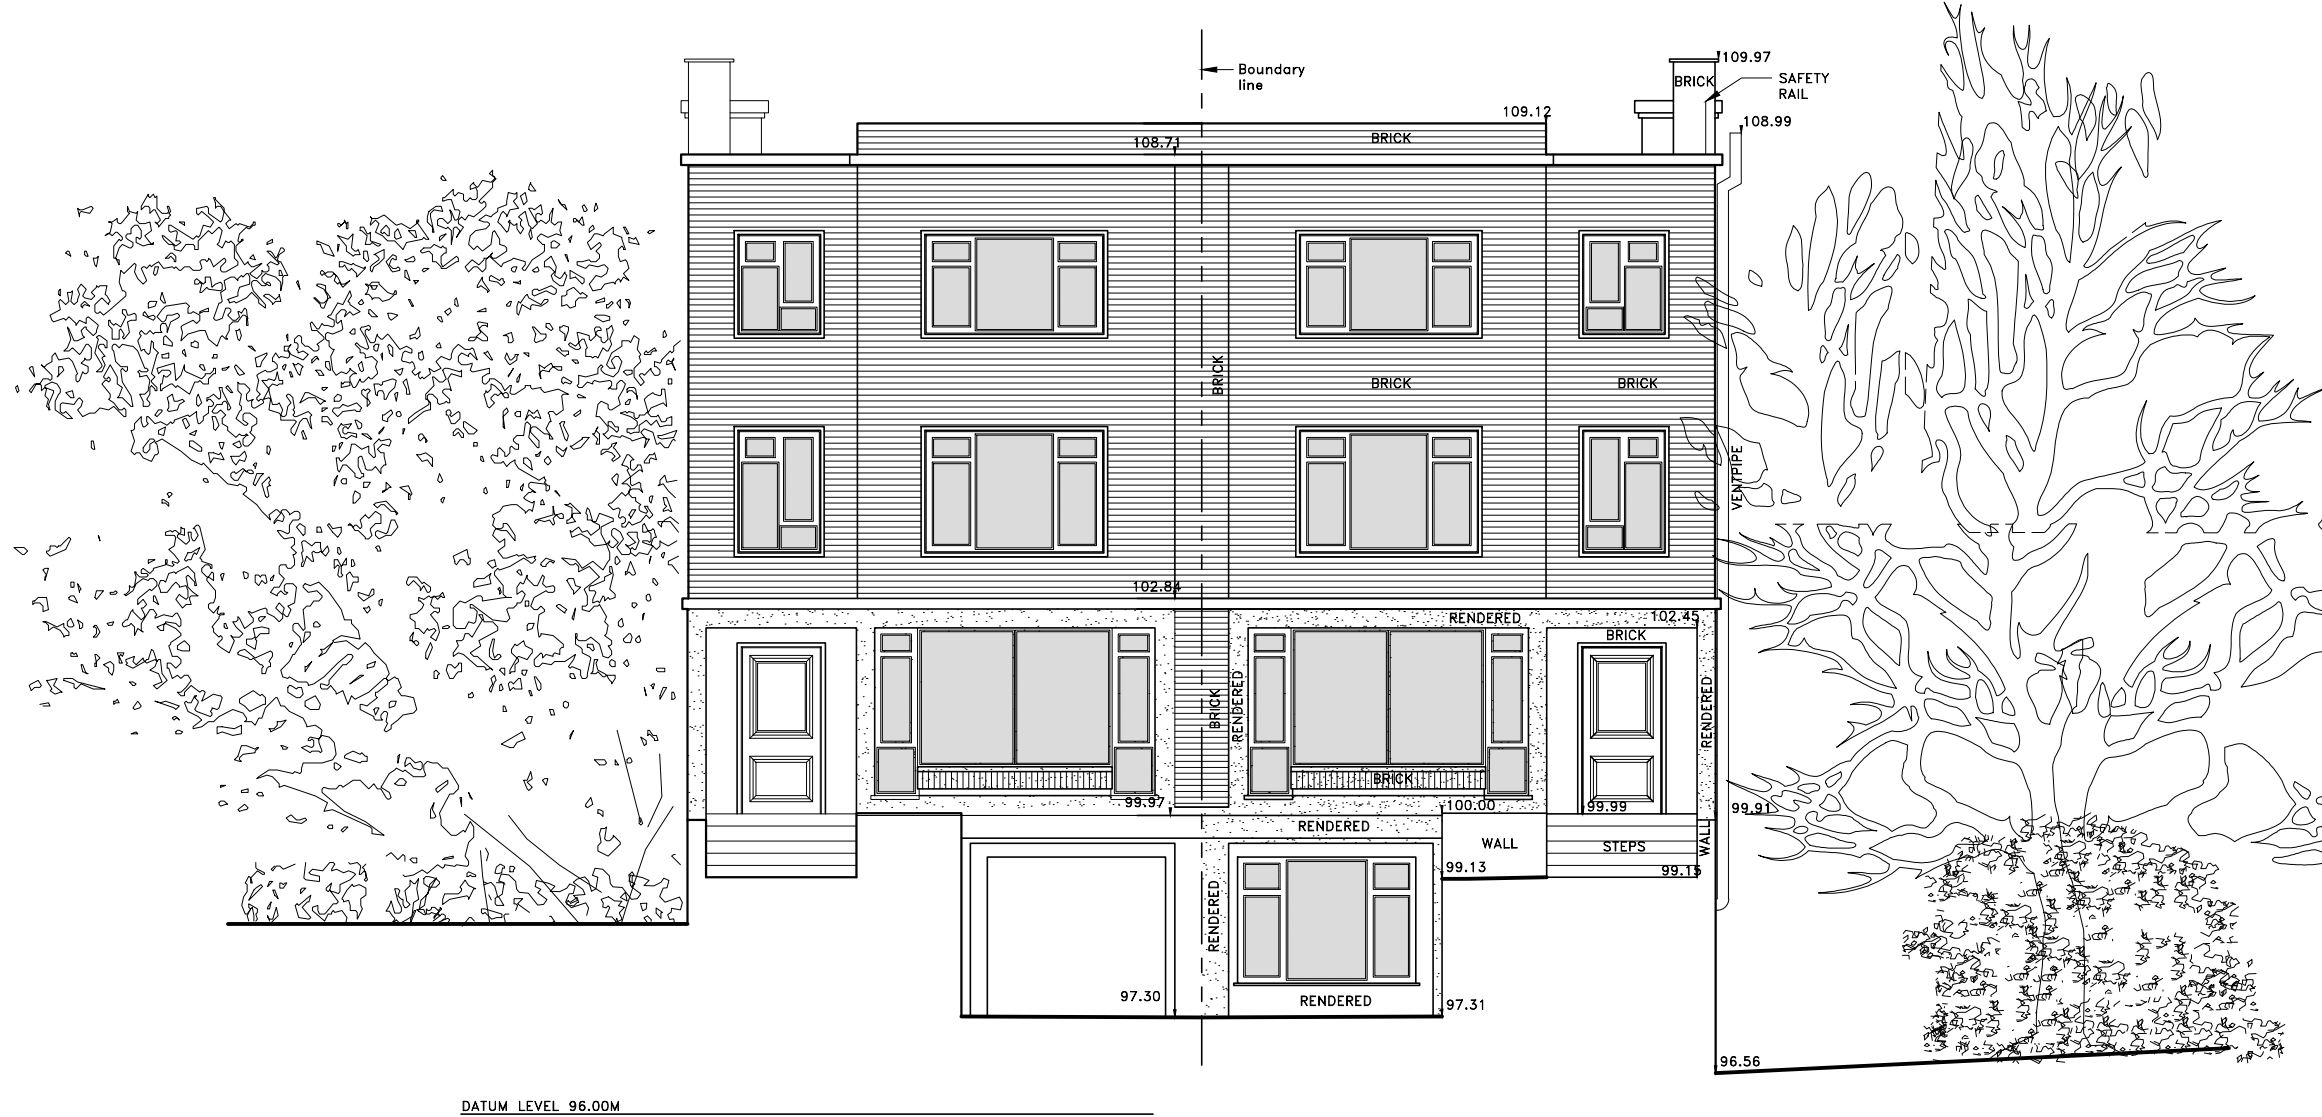 109.97
Boundary
line
BRICK
SAFETY
RAIL
109.12
108.99
BRICK
108.71
BRICK
BRICK
BRICK
VENTPIPE
102.84
RENDERED
102.45
BRICK
BRICK
RENDERED
RENDERED
BRICK
99.97
100.00
99.99
99.91
RENDERED
WALL
STEPS
WALL
99.13
99.15
RENDERED
97.30
RENDERED
97.31
96.56
DATUM LEVEL 96.00M